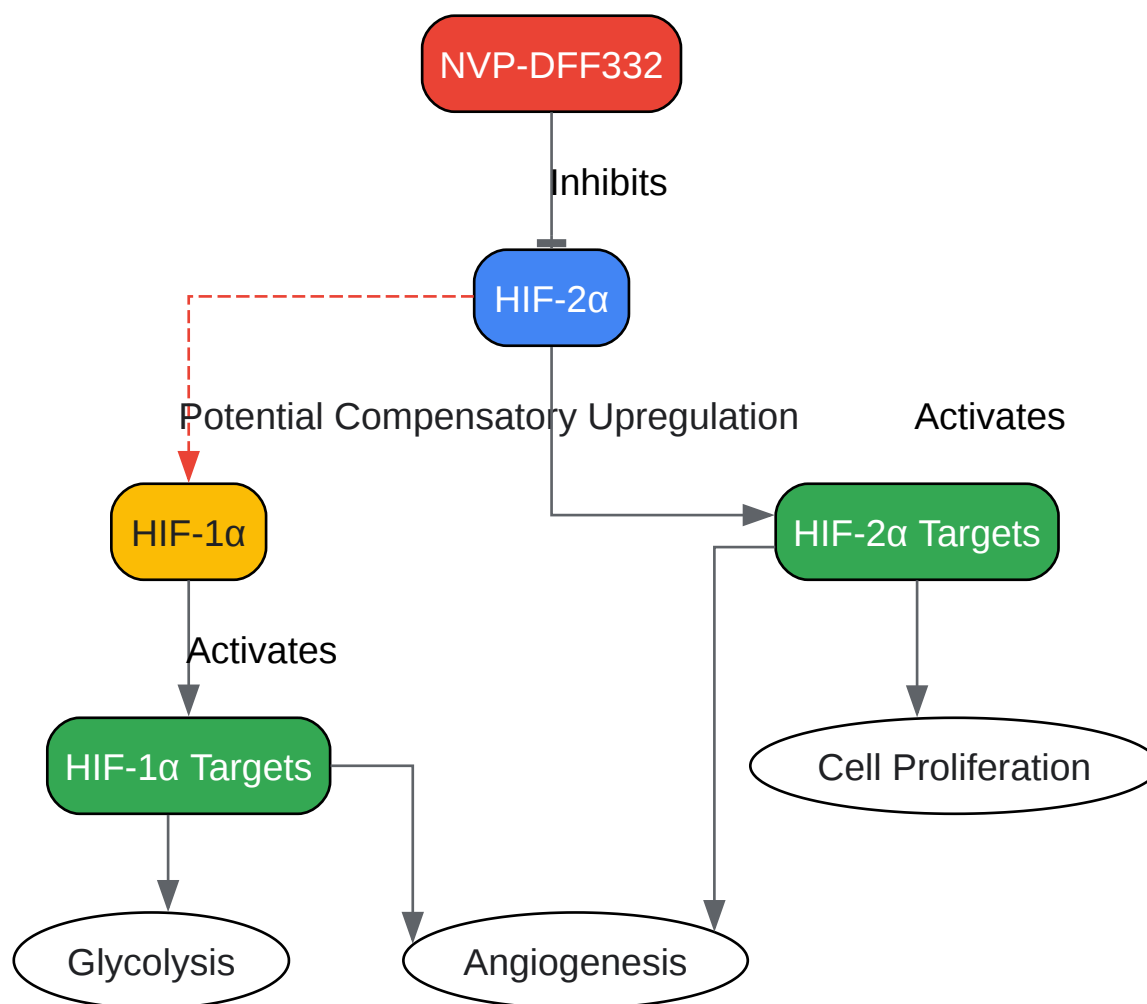 NVP-DFF332
Inhibits
HIF-2α
Potential Compensatory Upregulation
Activates
HIF-1α
HIF-2α Targets
Activates
HIF-1α Targets
Cell Proliferation
Glycolysis
Angiogenesis